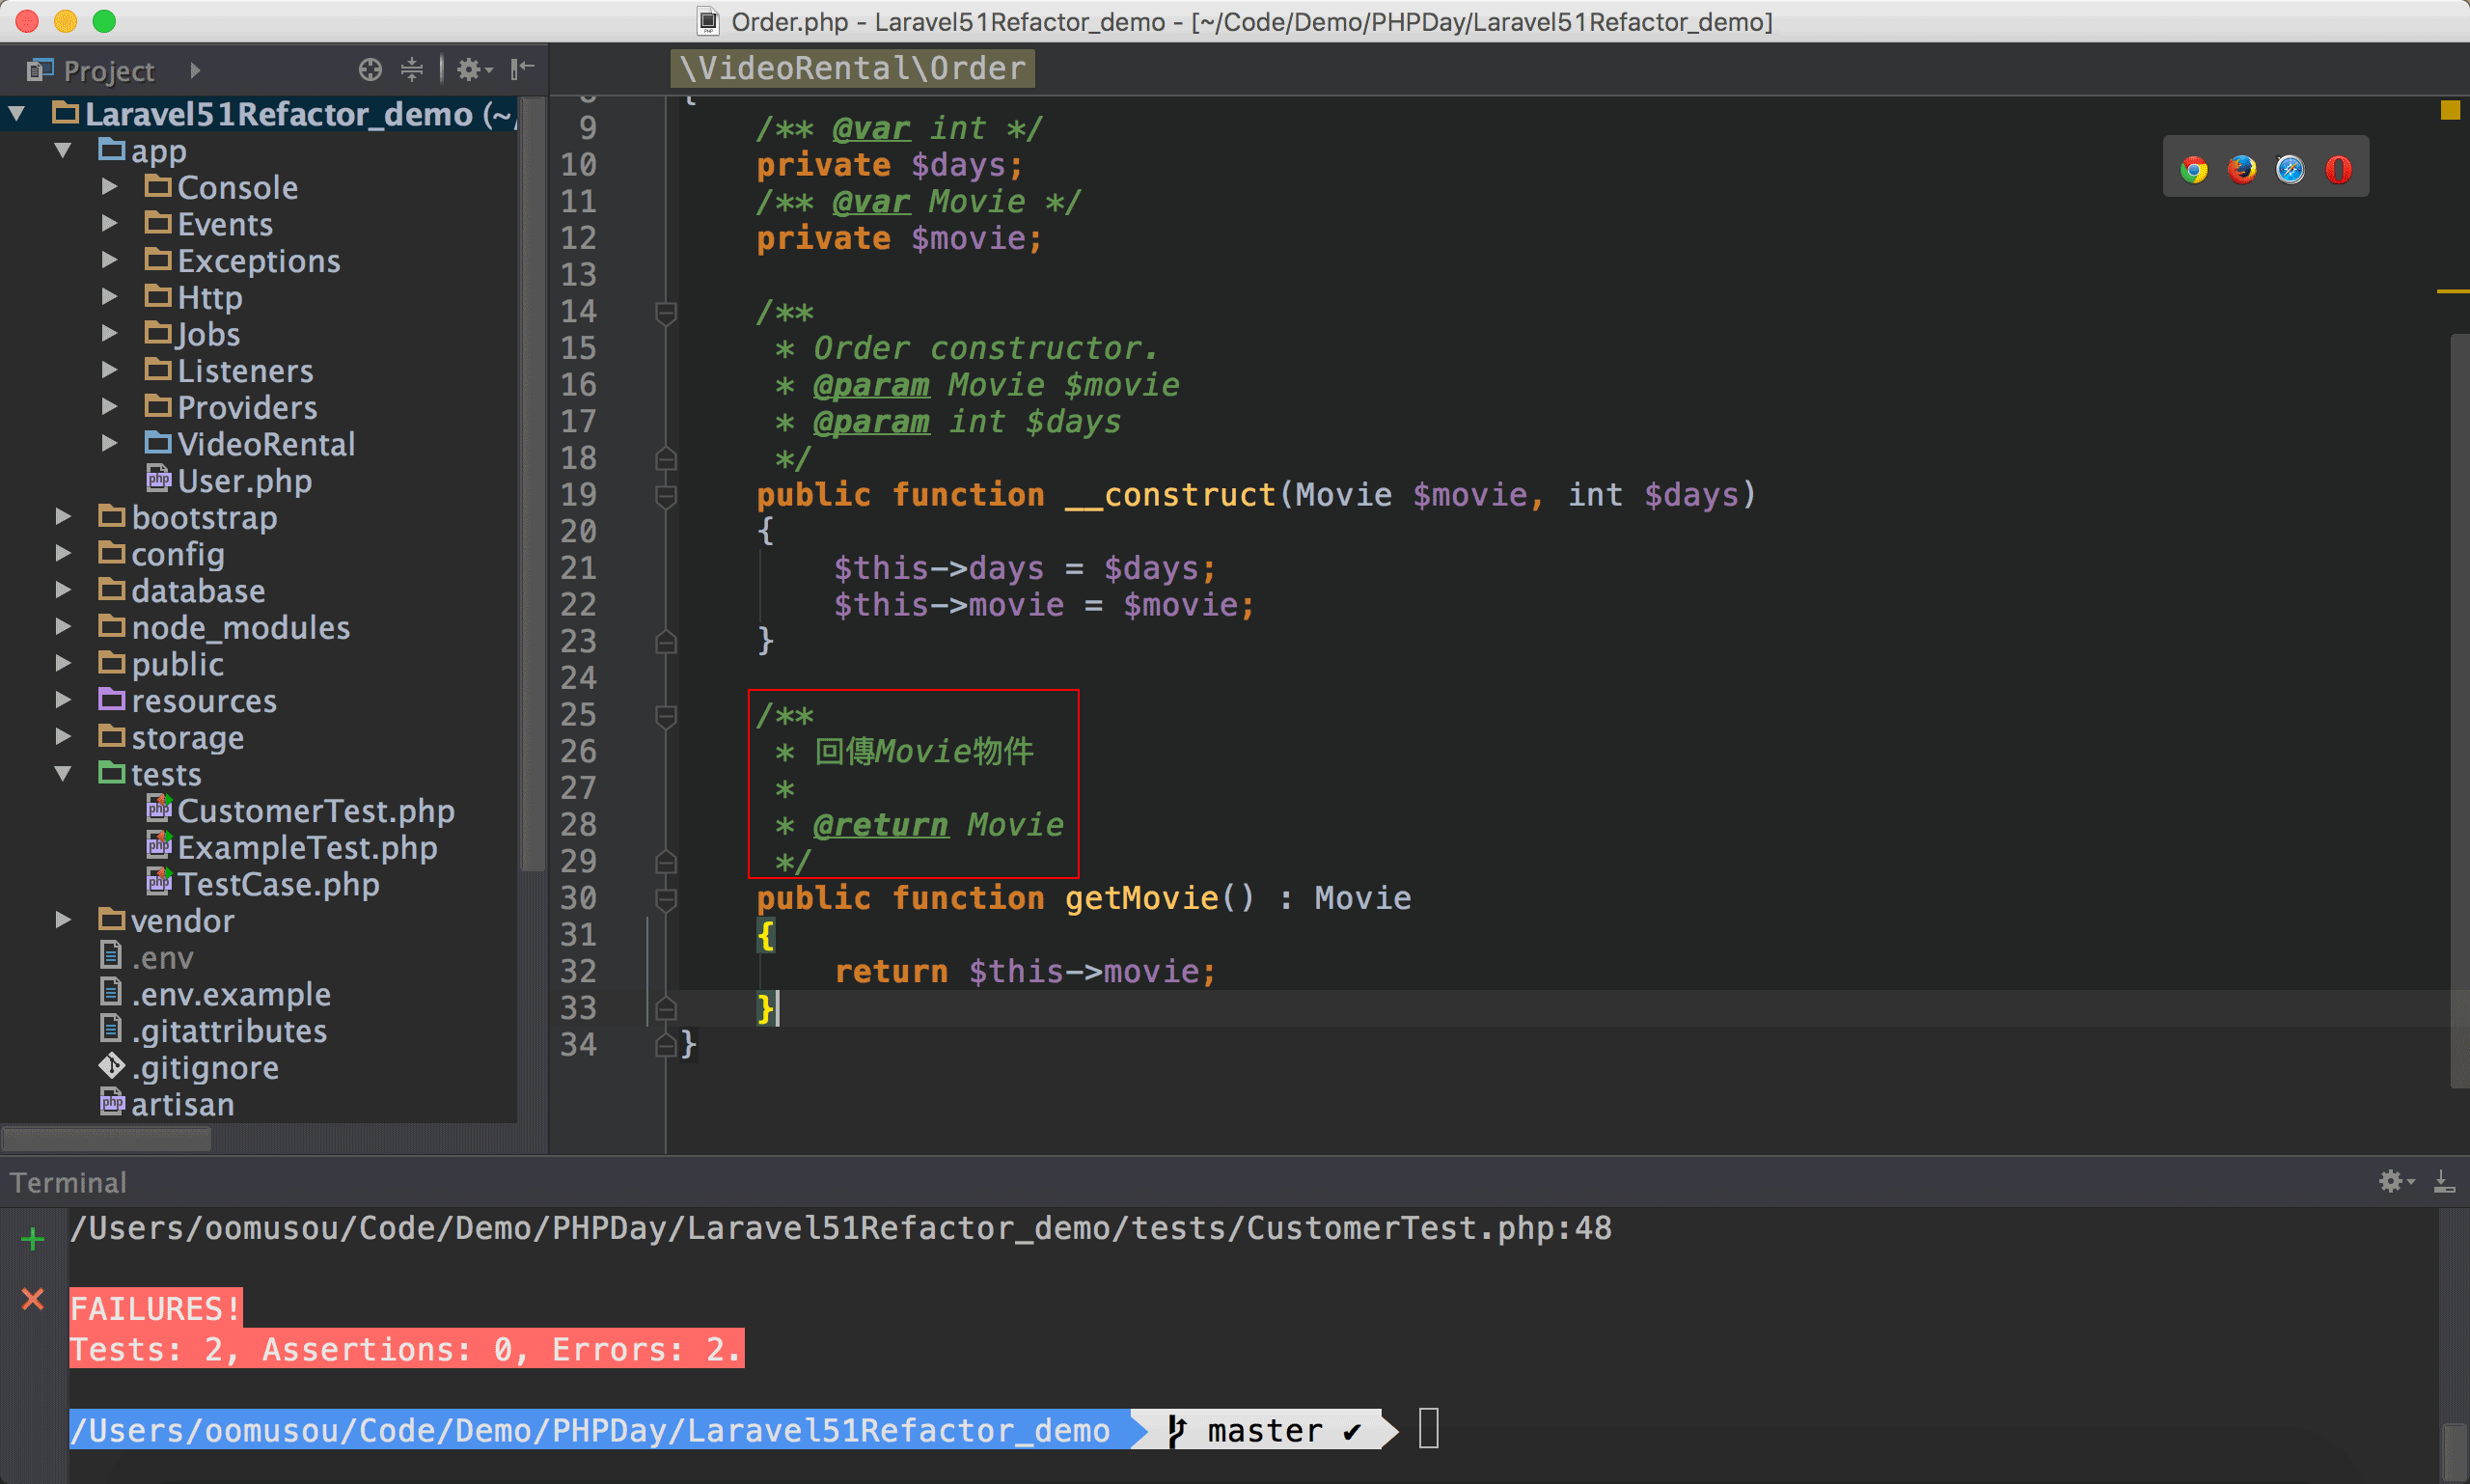 Order.php - Laravel51Refactor_demo - [~/Code/Demo/PHPDay/Laravel51Refactor_demo]
Project
Laravel51Refactor_demo (~/
app
Console
Events
Exceptions
Http
Jobs
Listeners
Providers
VideoRental
User.php
bootstrap
config
database
node_modules
public
resources
storage
tests
CustomerTest.php
ExampleTest.php
TestCase.php
vendor
.env
.env.example
.gitattributes
.gitignore
artisan
\VideoRental\Order
8 {
9 /** @var int */
10 private $days;
11 /** @var Movie */
12 private $movie;
13
14 /**
15 * Order constructor.
16 * @param Movie $movie
17 * @param int $days
18 */
19 public function __construct(Movie $movie, int $days)
20 {
21 $this->days = $days;
22 $this->movie = $movie;
23 }
24
25 /**
26 * 回傳Movie物件
27 *
28 * @return Movie
29 */
30 public function getMovie() : Movie
31 {
32 return $this->movie;
33 }
34 }
Terminal
/Users/oomusou/Code/Demo/PHPDay/Laravel51Refactor_demo/tests/CustomerTest.php:48
FAILURES!
Tests: 2, Assertions: 0, Errors: 2.
/Users/oomusou/Code/Demo/PHPDay/Laravel51Refactor_demo master ✔